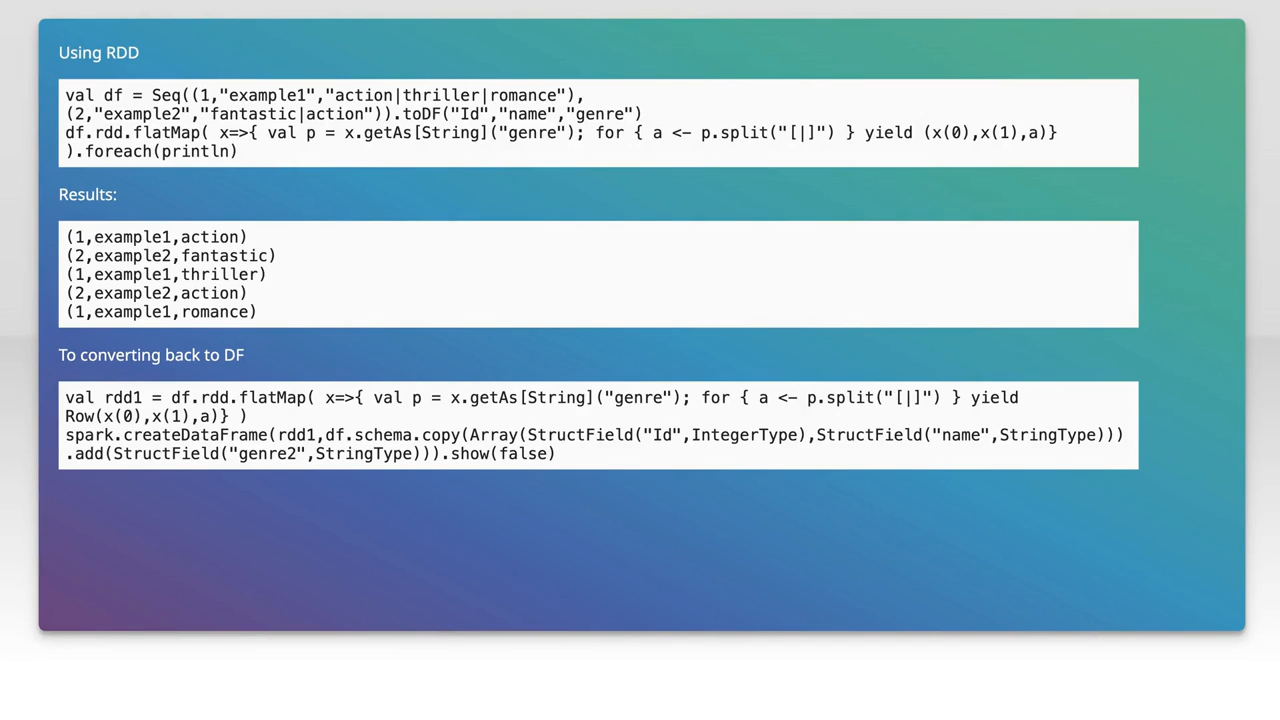 Using RDD
val df = Seq((1,"example1","action|thriller|romance"),
(2,"example2","fantastic|action")).toDF("Id","name","genre")
df.rdd.flatMap( x=>{ val p = x.getAs[String]("genre"); for { a <- p.split("[|]") } yield (x(0),x(1),a)}
).foreach(println)
Results:
(1,example1,action)
(2,example2,fantastic)
(1,example1,thriller)
(2,example2,action)
(1,example1,romance)
To converting back to DF
val rdd1 = df.rdd.flatMap( x=>{ val p = x.getAs[String]("genre"); for { a <- p.split("[|]") } yield
Row(x(0),x(1),a)} )
spark.createDataFrame(rdd1,df.schema.copy(Array(StructField("Id",IntegerType),StructField("name",StringType)))
.add(StructField("genre2",StringType))).show(false)